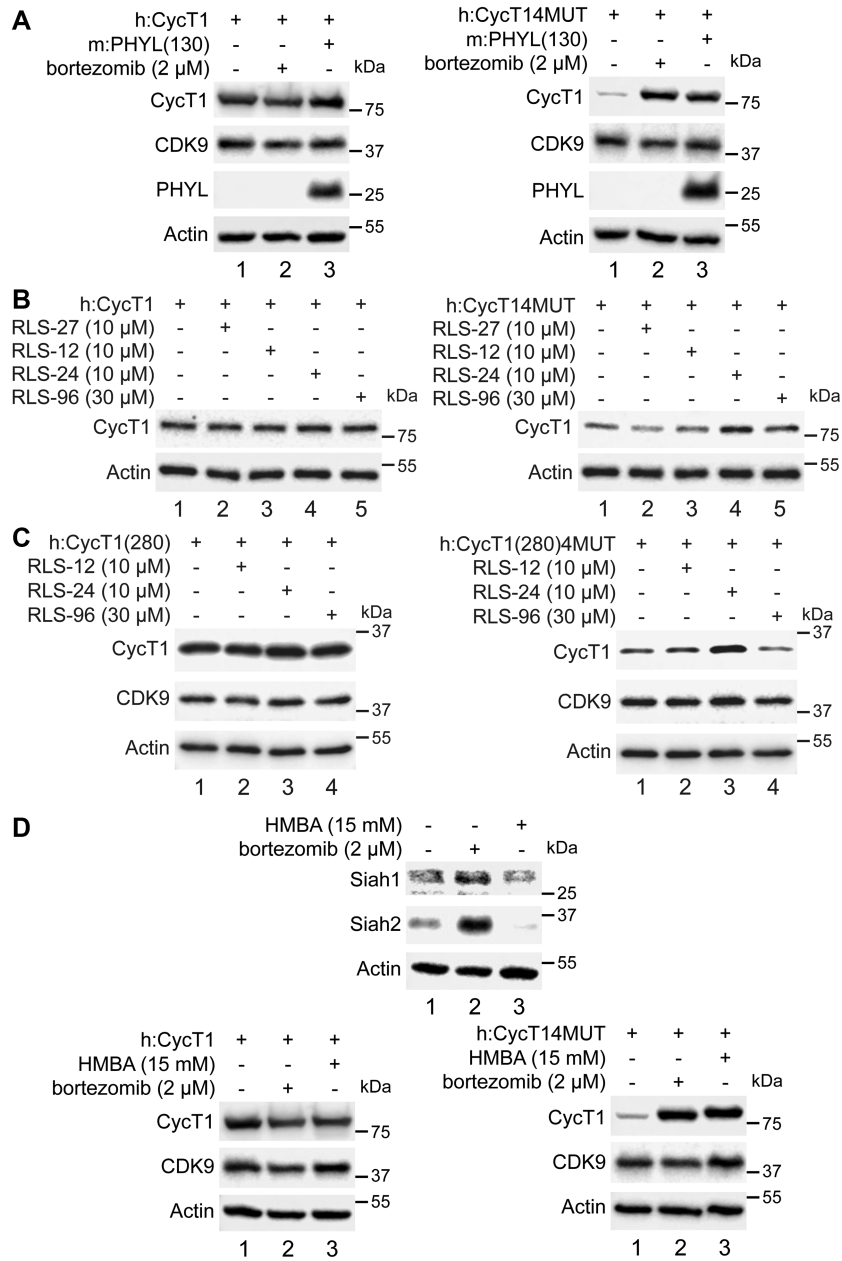 A
h:CycT1 + + +
m:PHYL(130) - - +
bortezomib (2 µM) - + - kDa
CycT1 75
CDK9 37
PHYL 25
Actin 55
1 2 3
h:CycT14MUT + + +
m:PHYL(130) - - +
bortezomib (2 µM) - + - kDa
CycT1 75
CDK9 37
PHYL 25
Actin 55
1 2 3
B
h:CycT1 + + + + +
RLS-27 (10 µM) - + - - -
RLS-12 (10 µM) - - + - -
RLS-24 (10 µM) - - - + -
RLS-96 (30 µM) - - - - + kDa
CycT1 75
Actin 55
1 2 3 4 5
h:CycT14MUT + + + + +
RLS-27 (10 µM) - + - - -
RLS-12 (10 µM) - - + - -
RLS-24 (10 µM) - - - + -
RLS-96 (30 µM) - - - - + kDa
CycT1 75
Actin 55
1 2 3 4 5
C
h:CycT1(280) + + + +
RLS-12 (10 µM) - + - -
RLS-24 (10 µM) - - + -
RLS-96 (30 µM) - - - + kDa
CycT1 37
CDK9 37
Actin 55
1 2 3 4
h:CycT1(280)4MUT + + + +
RLS-12 (10 µM) - + - -
RLS-24 (10 µM) - - + -
RLS-96 (30 µM) - - - + kDa
CycT1 37
CDK9 37
Actin 55
1 2 3 4
D
HMBA (15 mM) - - +
bortezomib (2 µM) - + - kDa
Siah1 25
Siah2 37
Actin 55
1 2 3
h:CycT1 + + +
HMBA (15 mM) - - +
bortezomib (2 µM) - + - kDa
CycT1 75
CDK9 37
Actin 55
1 2 3
h:CycT14MUT + + +
HMBA (15 mM) - - +
bortezomib (2 µM) - + - kDa
CycT1 75
CDK9 37
Actin 55
1 2 3